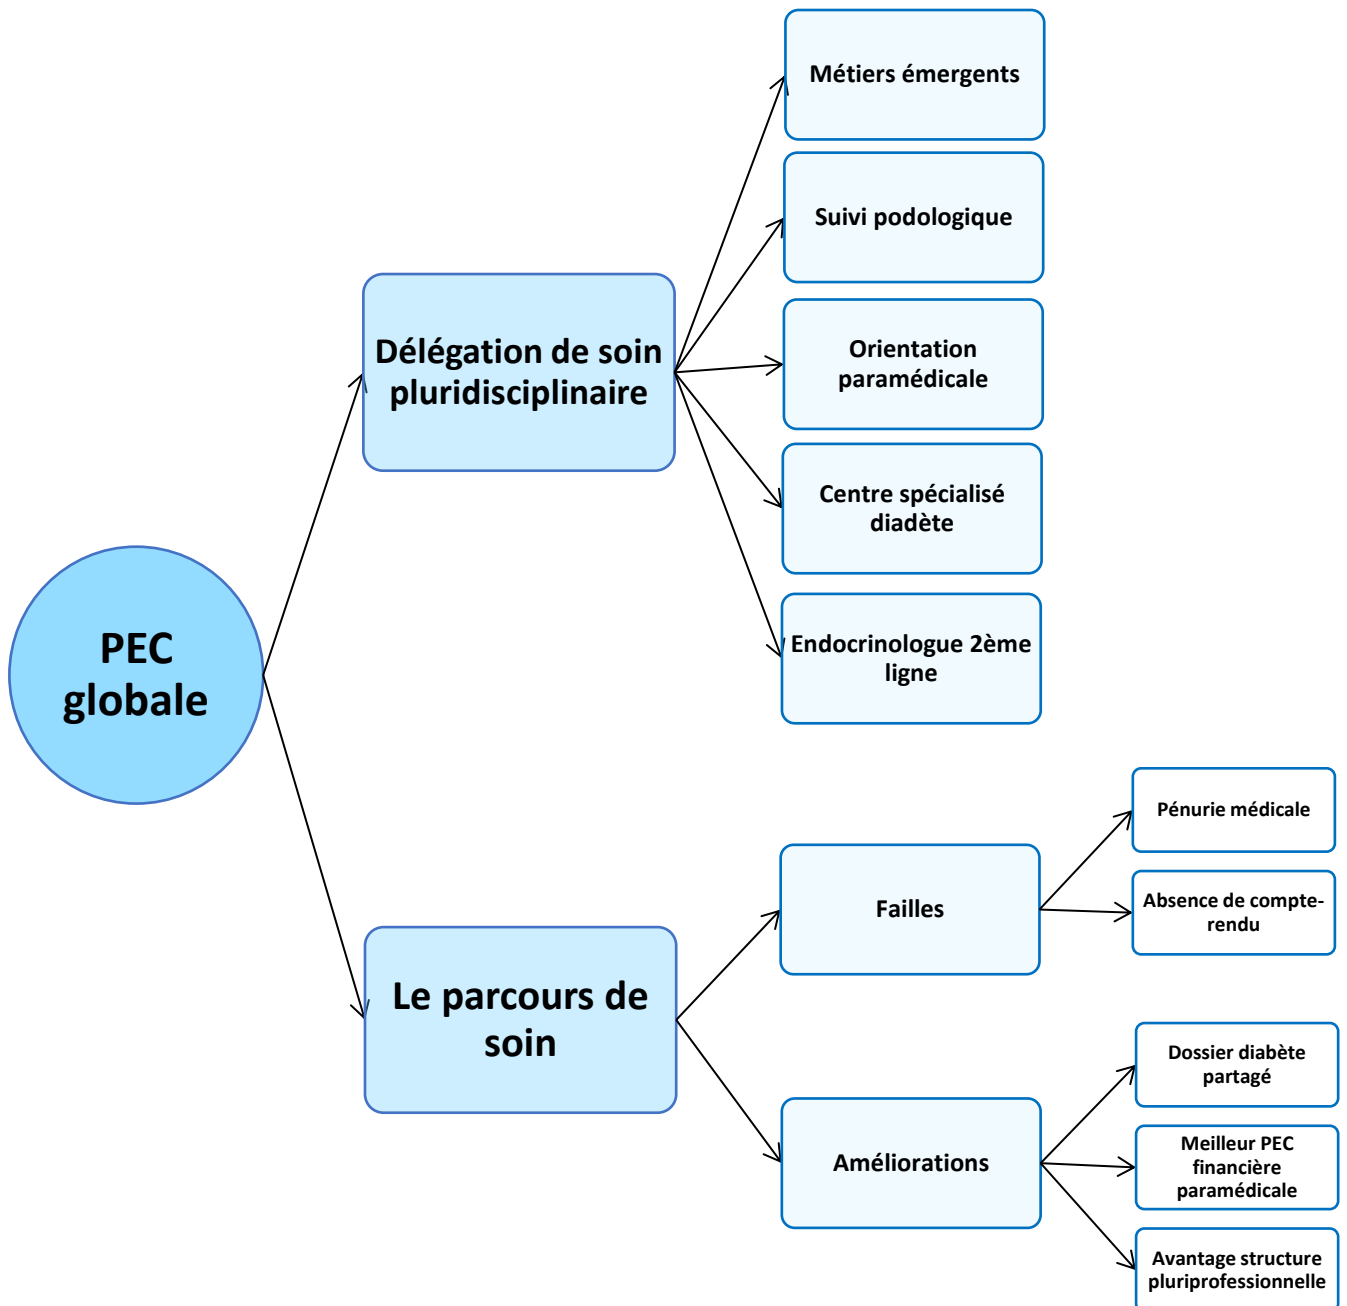 PEC
globale
Délégation de soin
pluridisciplinaire
Métiers émergents
Suivi podologique
Orientation
paramédicale
Centre spécialisé
diadète
Endocrinologue 2ème
ligne
Le parcours de
soin
Failles
Pénurie médicale
Absence de compte-
rendu
Améliorations
Dossier diabète
partagé
Meilleur PEC
financière
paramédicale
Avantage structure
pluriprofessionnelle